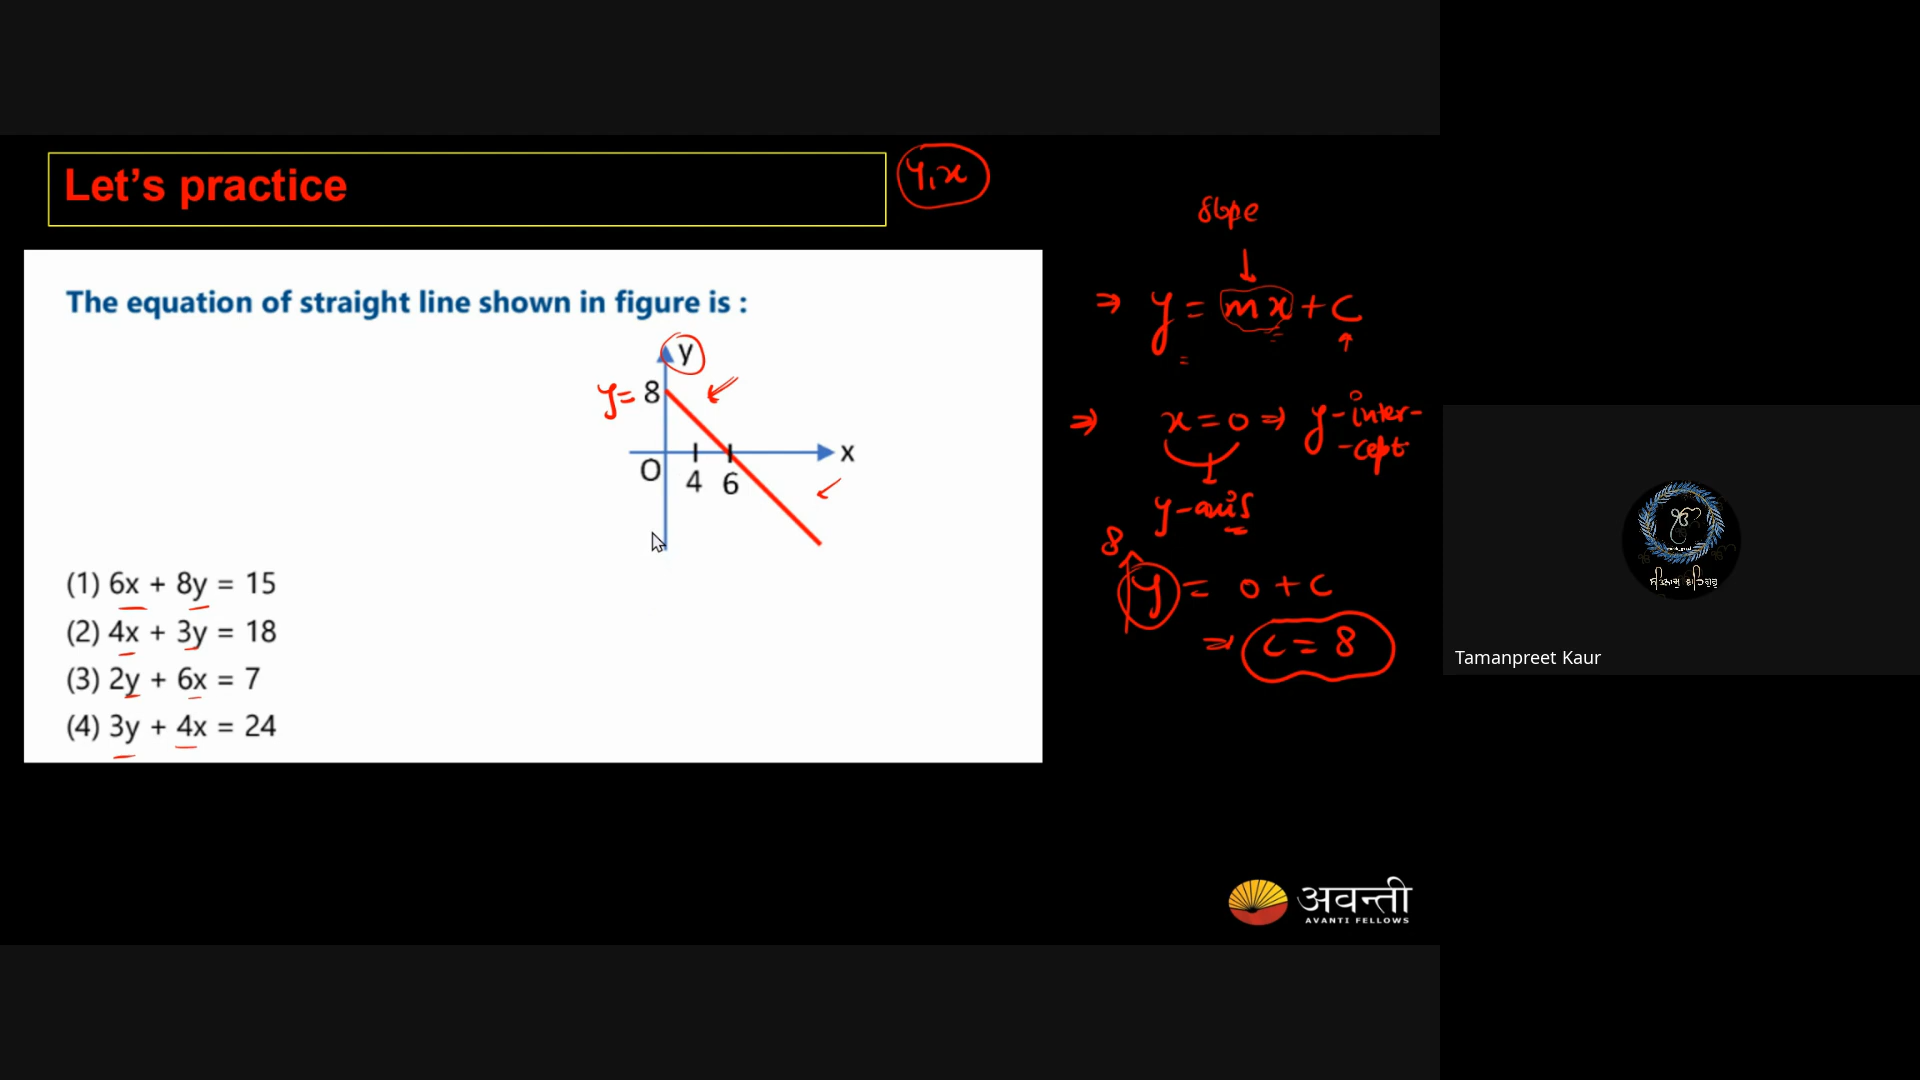 Let's practice
y, x
The equation of straight line shown in figure is :
y
y = 8
x
O
4 6
(1) 6x + 8y = 15
(2) 4x + 3y = 18
(3) 2y + 6x = 7
(4) 3y + 4x = 24
slope
↓
⇒ y = mx + c
↑
⇒ x = 0 ⇒ y-inter-
-cept
y-axis
8
y = 0 + c
⇒ c = 8
Tamanpreet Kaur
अवन्ती
AVANTI FELLOWS